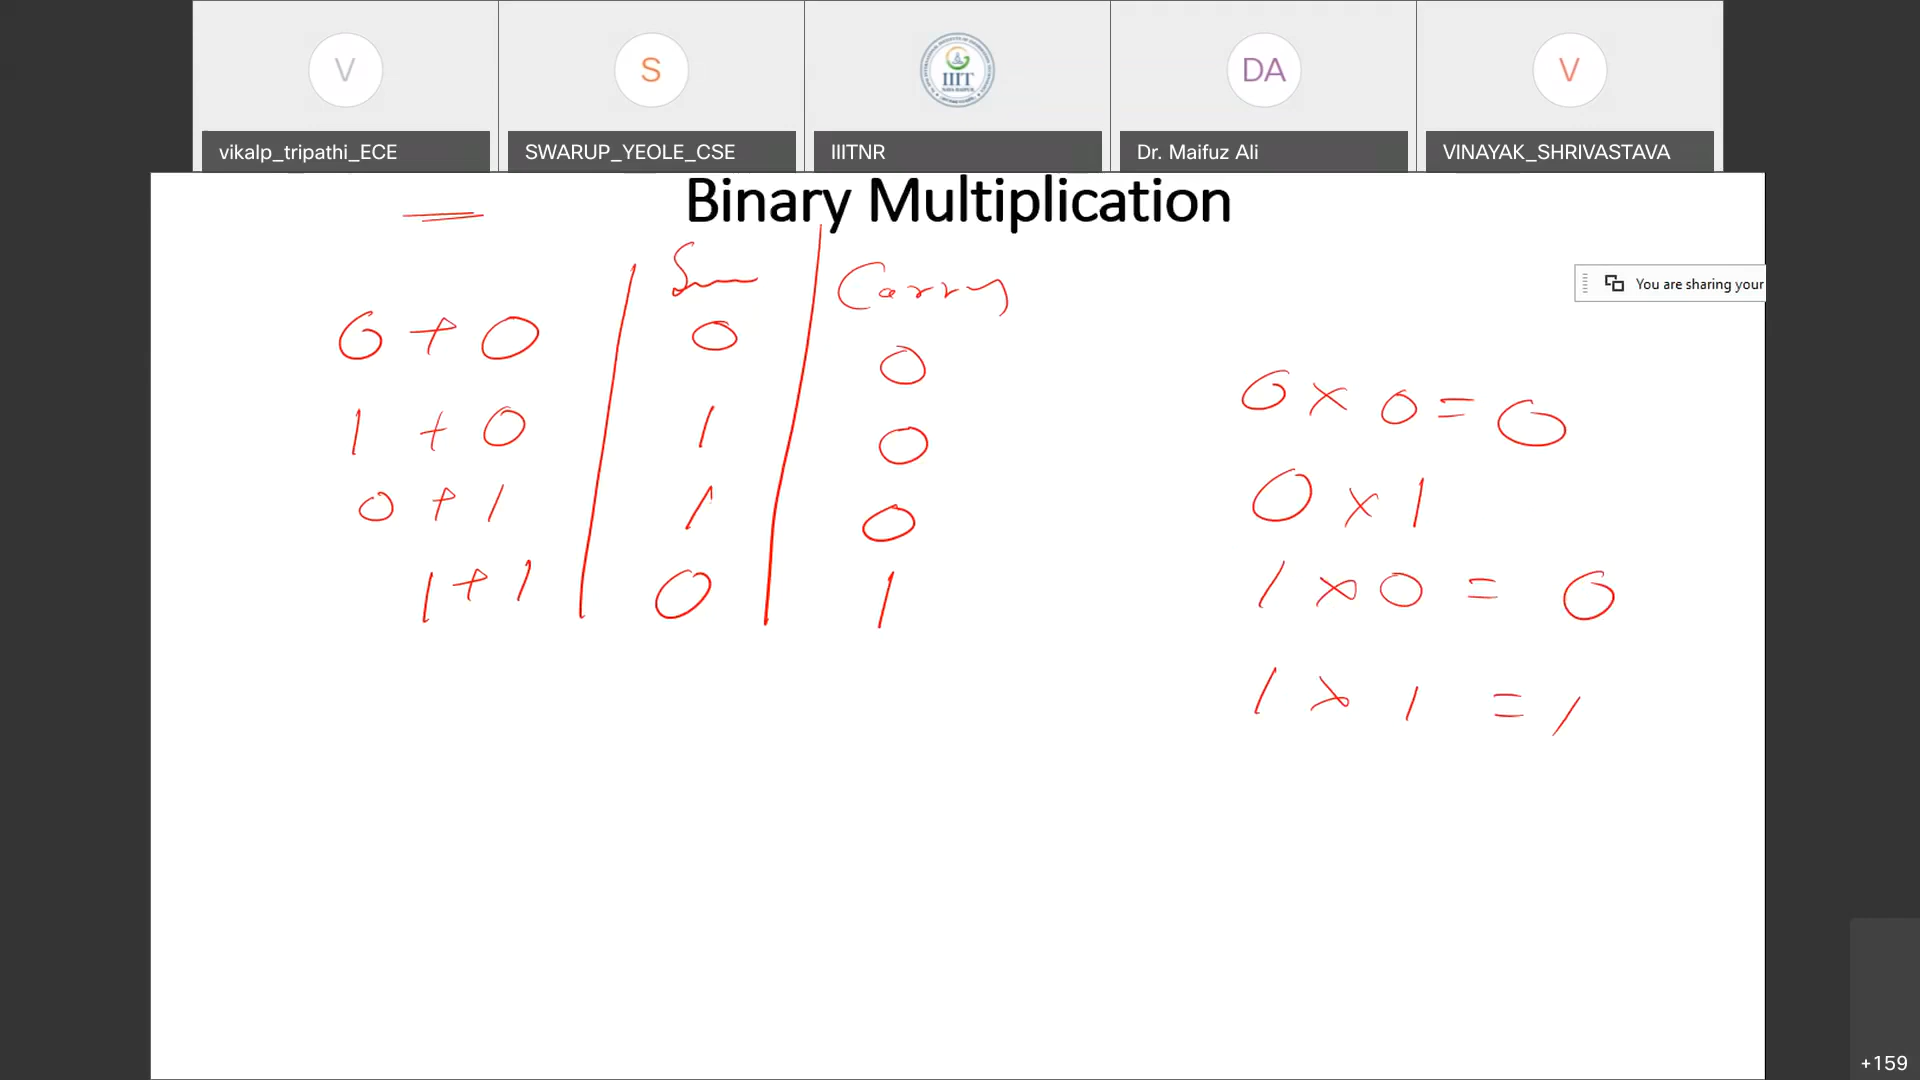 V S IIIT DA V
vikalp_tripathi_ECE SWARUP_YEOLE_CSE IIITNR Dr. Maifuz Ali VINAYAK_SHRIVASTAVA
Binary Multiplication
You are sharing your
Sum Carry
0 + 0 0 0
1 + 0 1 0
0 + 1 1 0
1 + 1 0 1
0 × 0 = 0
0 × 1
1 × 0 = 0
1 × 1 = 1
+159